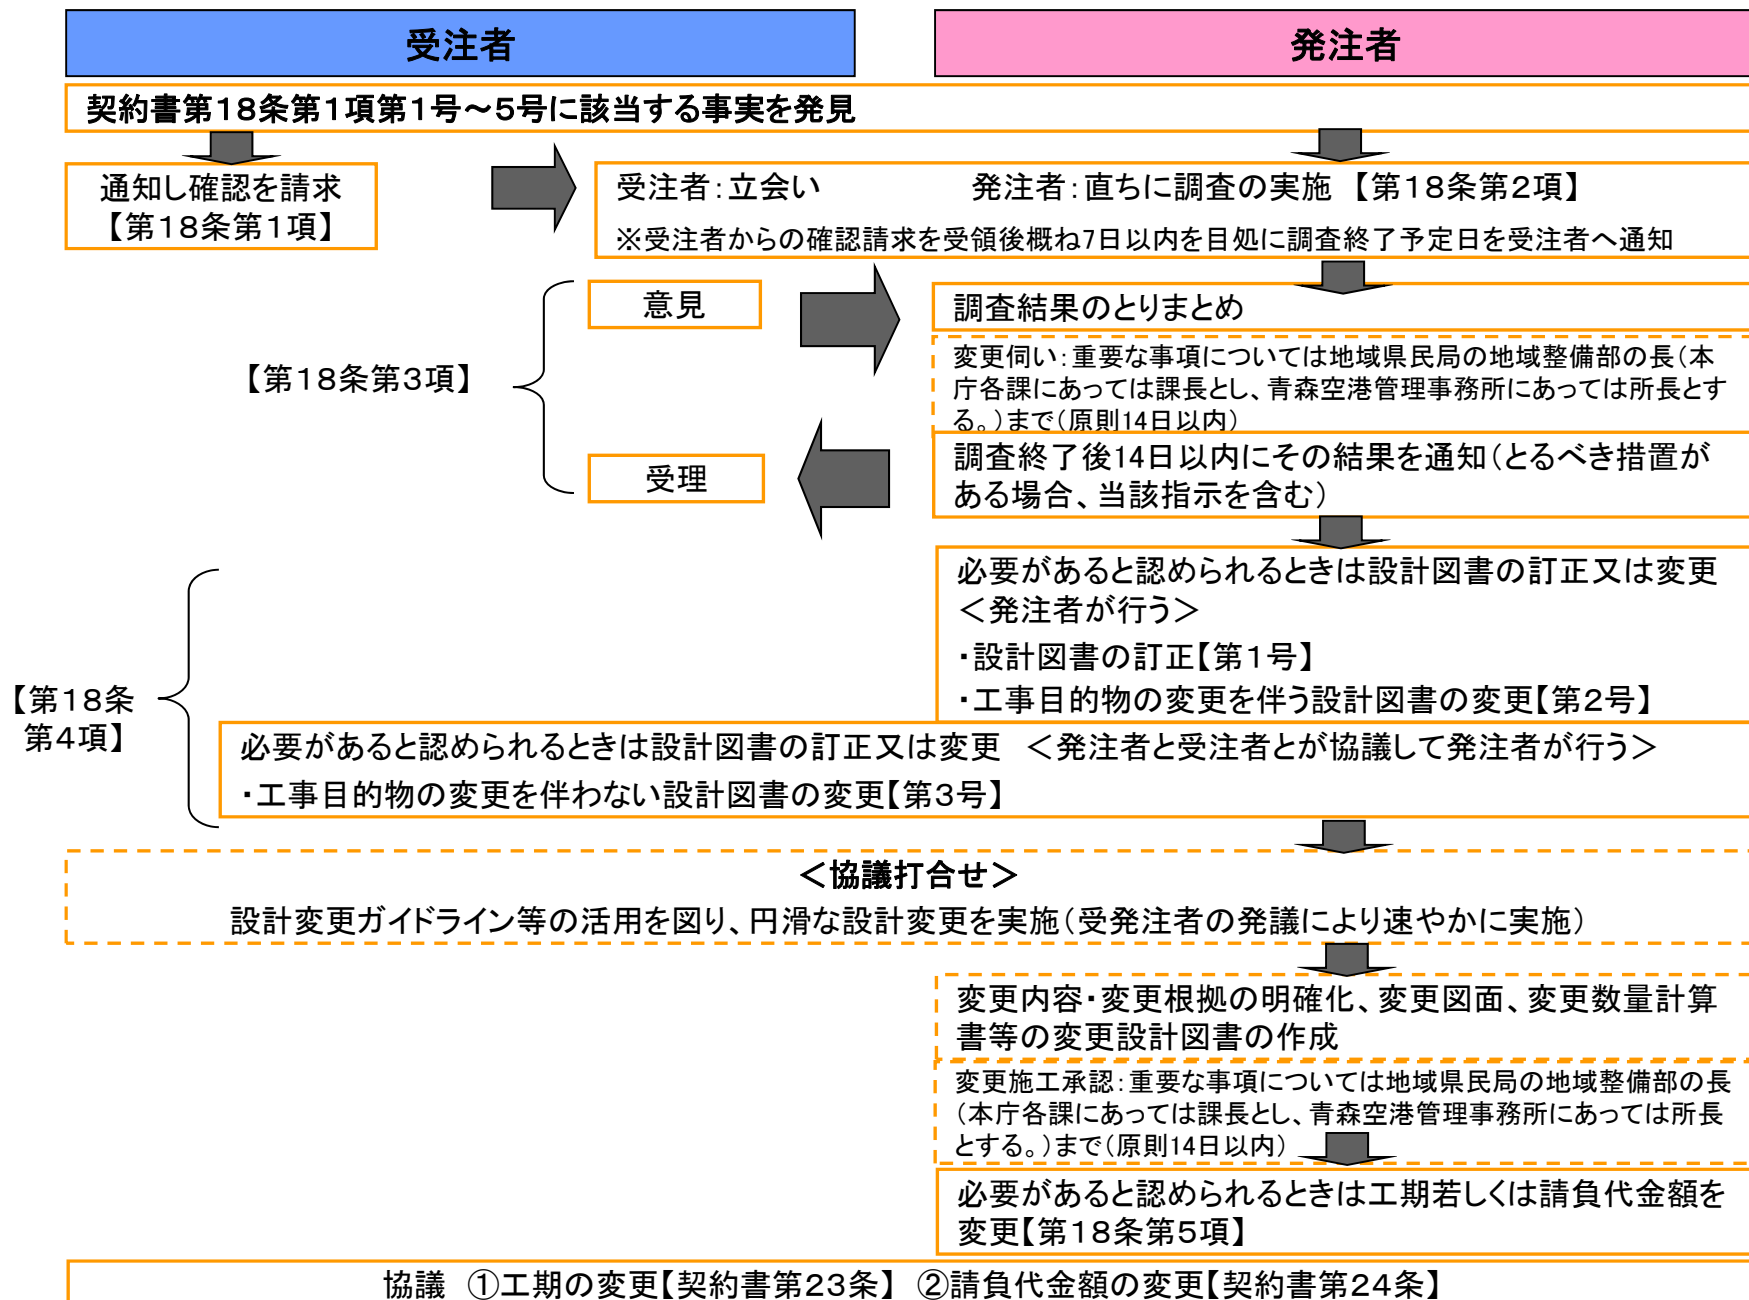 受注者
発注者
契約書第18条第1項第1号～5号に該当する事実を発見
通知し確認を請求
【第18条第1項】
受注者：立会い　発注者：直ちに調査の実施 【第18条第2項】
※受注者からの確認請求を受領後概ね7日以内を目処に調査終了予定日を受注者へ通知
意見
調査結果のとりまとめ
変更伺い：重要な事項については地域県民局の地域整備部の長（本
庁各課にあっては課長とし、青森空港管理事務所にあっては所長とす
る。）まで（原則14日以内）
【第18条第3項】
調査終了後14日以内にその結果を通知（とるべき措置が
ある場合、当該指示を含む）
受理
必要があると認められるときは設計図書の訂正又は変更
＜発注者が行う＞
・設計図書の訂正【第1号】
・工事目的物の変更を伴う設計図書の変更【第2号】
【第18条
第4項】
必要があると認められるときは設計図書の訂正又は変更　＜発注者と受注者とが協議して発注者が行う＞
・工事目的物の変更を伴わない設計図書の変更【第3号】
＜協議打合せ＞
設計変更ガイドライン等の活用を図り、円滑な設計変更を実施（受発注者の発議により速やかに実施）
変更内容・変更根拠の明確化、変更図面、変更数量計算
書等の変更設計図書の作成
変更施工承認：重要な事項については地域県民局の地域整備部の長
（本庁各課にあっては課長とし、青森空港管理事務所にあっては所長
とする。）まで（原則14日以内）
必要があると認められるときは工期若しくは請負代金額を
変更【第18条第5項】
協議　①工期の変更【契約書第23条】　②請負代金額の変更【契約書第24条】